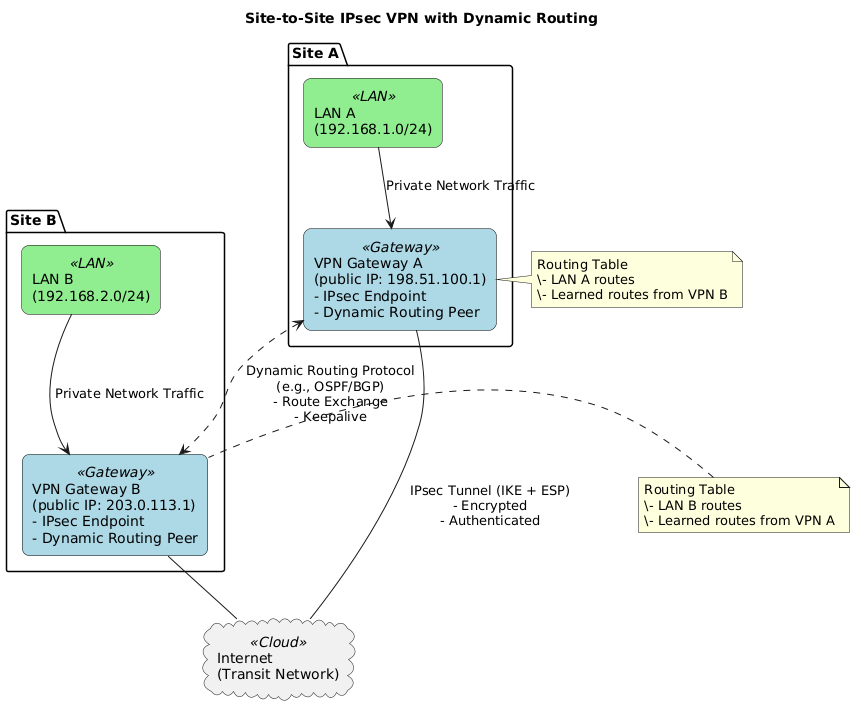 Site-to-Site IPsec VPN with Dynamic Routing
Site A
«LAN»
LAN A
(192.168.1.0/24)
Private Network Traffic
«Gateway»
VPN Gateway A
(public IP: 198.51.100.1)
- IPsec Endpoint
- Dynamic Routing Peer
Routing Table
\- LAN A routes
\- Learned routes from VPN B
Site B
«LAN»
LAN B
(192.168.2.0/24)
Private Network Traffic
«Gateway»
VPN Gateway B
(public IP: 203.0.113.1)
- IPsec Endpoint
- Dynamic Routing Peer
Dynamic Routing Protocol
(e.g., OSPF/BGP)
- Route Exchange
- Keepalive
IPsec Tunnel (IKE + ESP)
- Encrypted
- Authenticated
Routing Table
\- LAN B routes
\- Learned routes from VPN A
«Cloud»
Internet
(Transit Network)